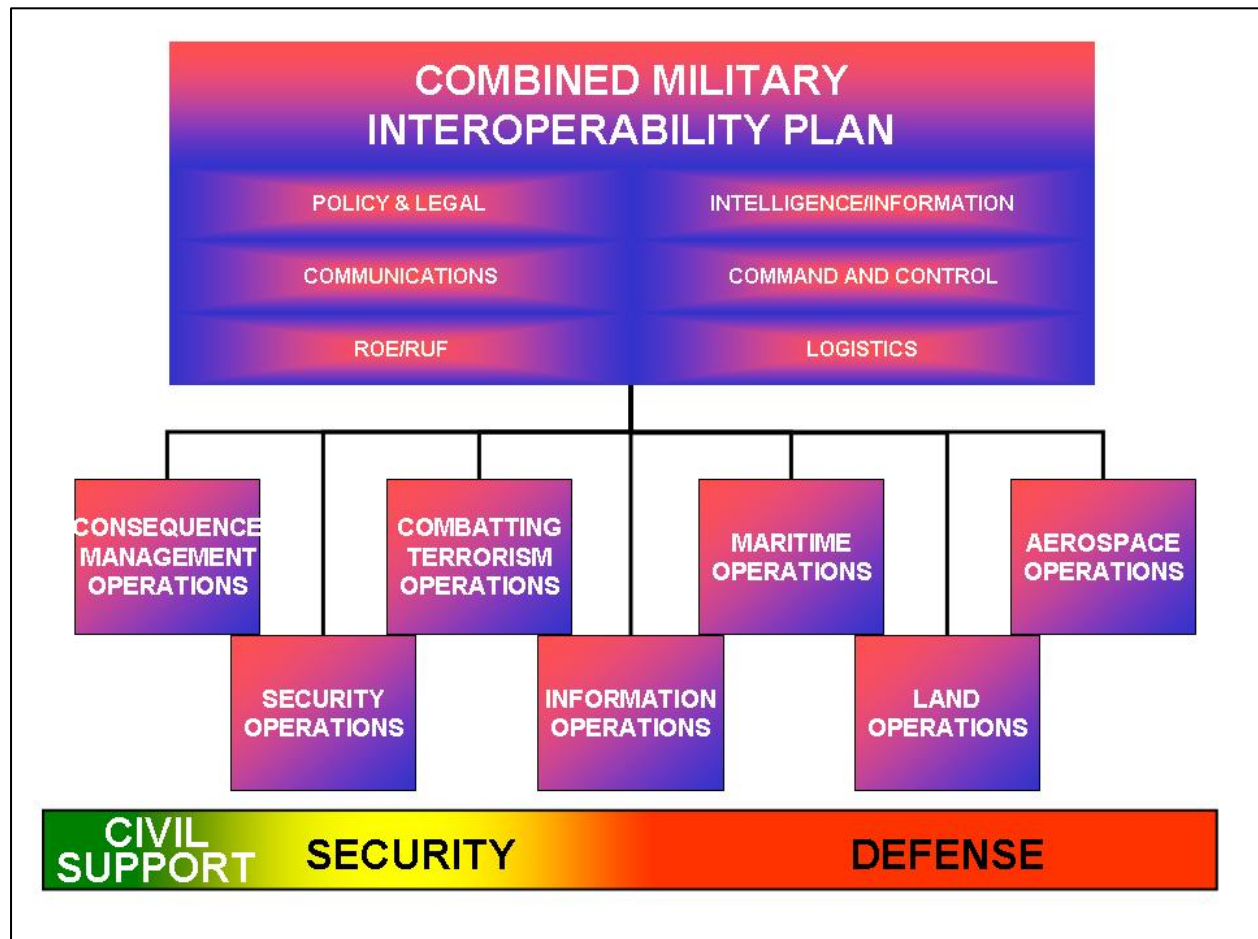 COMBINED MILITARY
INTEROPERABILITY PLAN
POLICY & LEGAL
INTELLIGENCE/INFORMATION
COMMUNICATIONS
COMMAND AND CONTROL
ROE/RUF
LOGISTICS
CONSEQUENCE
MANAGEMENT
OPERATIONS
COMBATTING
TERRORISM
OPERATIONS
MARITIME
OPERATIONS
AEROSPACE
OPERATIONS
SECURITY
OPERATIONS
INFORMATION
OPERATIONS
LAND
OPERATIONS
CIVIL
SUPPORT
SECURITY
DEFENSE